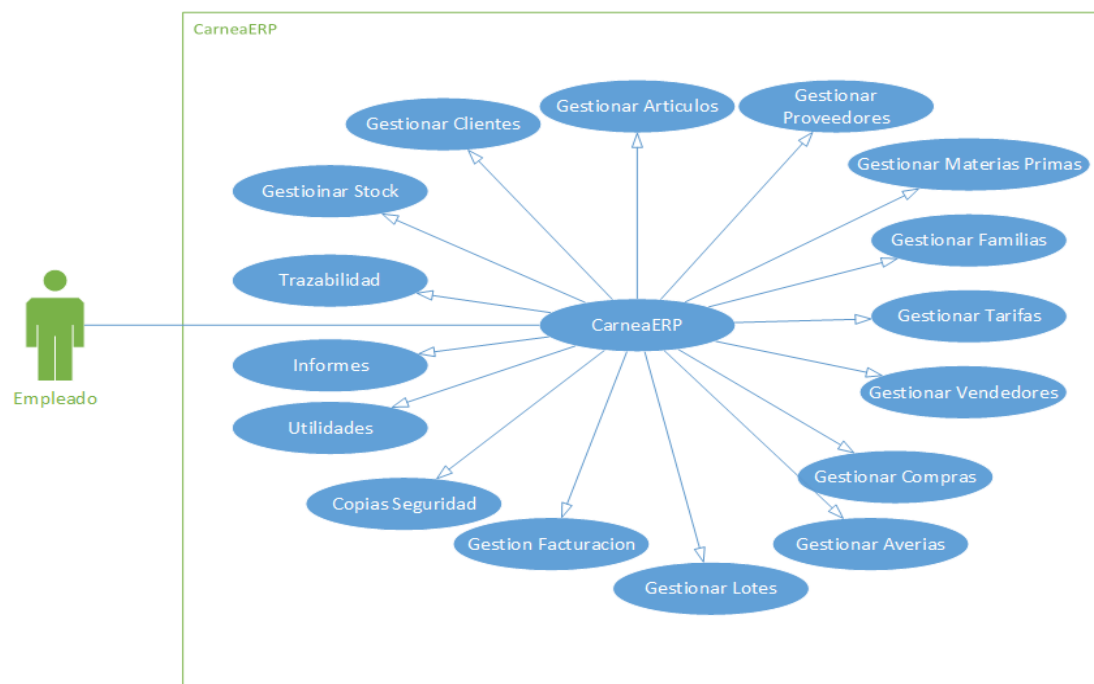 CarneaERP
Gestionar Articulos
Gestionar
Proveedores
Gestionar Clientes
Gestionar Materias Primas
Gestioinar Stock
Gestionar Familias
Trazabilidad
Gestionar Tarifas
CarneaERP
Informes
Empleado
Gestionar Vendedores
Utilidades
Gestionar Compras
Copias Seguridad
Gestion Facturacion
Gestionar Averias
Gestionar Lotes